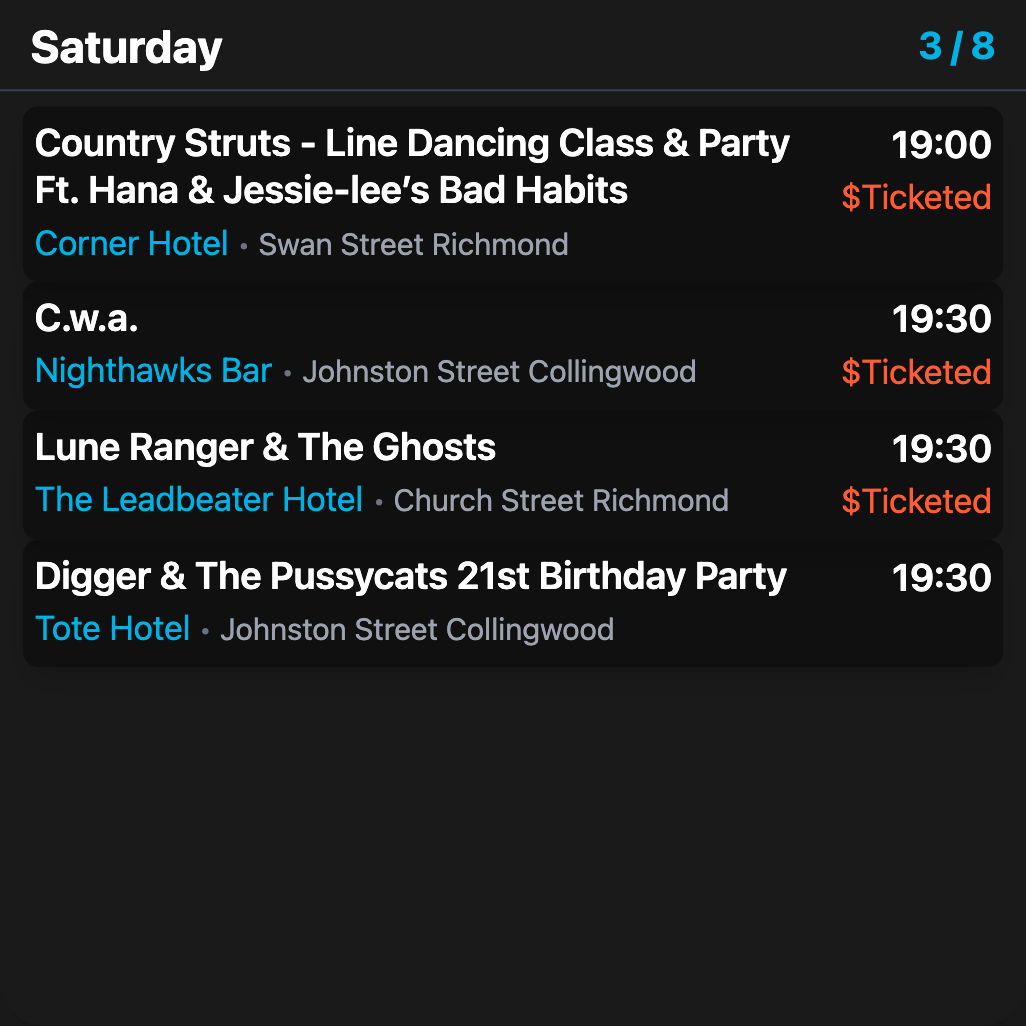 Saturday
3 / 8
Country Struts - Line Dancing Class & Party
19:00
Ft. Hana & Jessie-lee’s Bad Habits
$Ticketed
Corner Hotel • Swan Street Richmond
C.w.a.
19:30
Nighthawks Bar • Johnston Street Collingwood
$Ticketed
Lune Ranger & The Ghosts
19:30
The Leadbeater Hotel • Church Street Richmond
$Ticketed
Digger & The Pussycats 21st Birthday Party
19:30
Tote Hotel • Johnston Street Collingwood